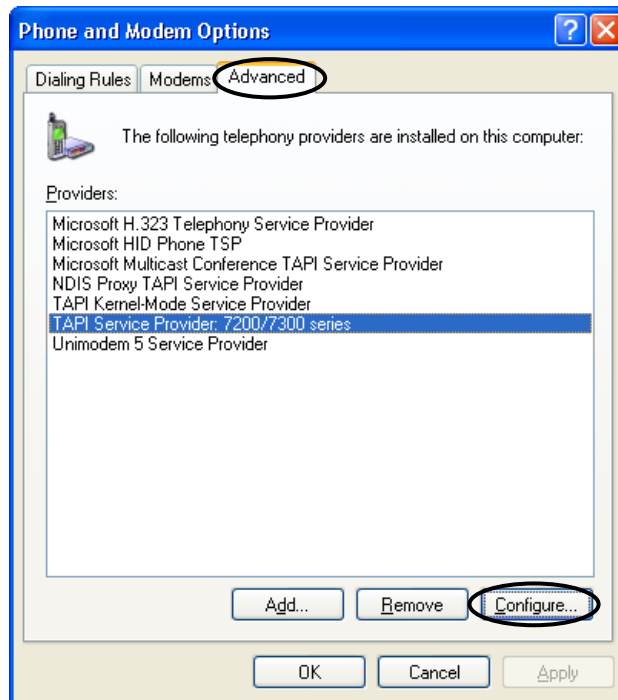 Phone and Modem Options
Dialing Rules Modems Advanced
The following telephony providers are installed on this computer:
Providers:
Microsoft H.323 Telephony Service Provider
Microsoft HID Phone TSP
Microsoft Multicast Conference TAPI Service Provider
NDIS Proxy TAPI Service Provider
TAPI Kernel-Mode Service Provider
TAPI Service Provider: 7200/7300 series
Unimodem 5 Service Provider
Add... Remove Configure...
OK Cancel Apply